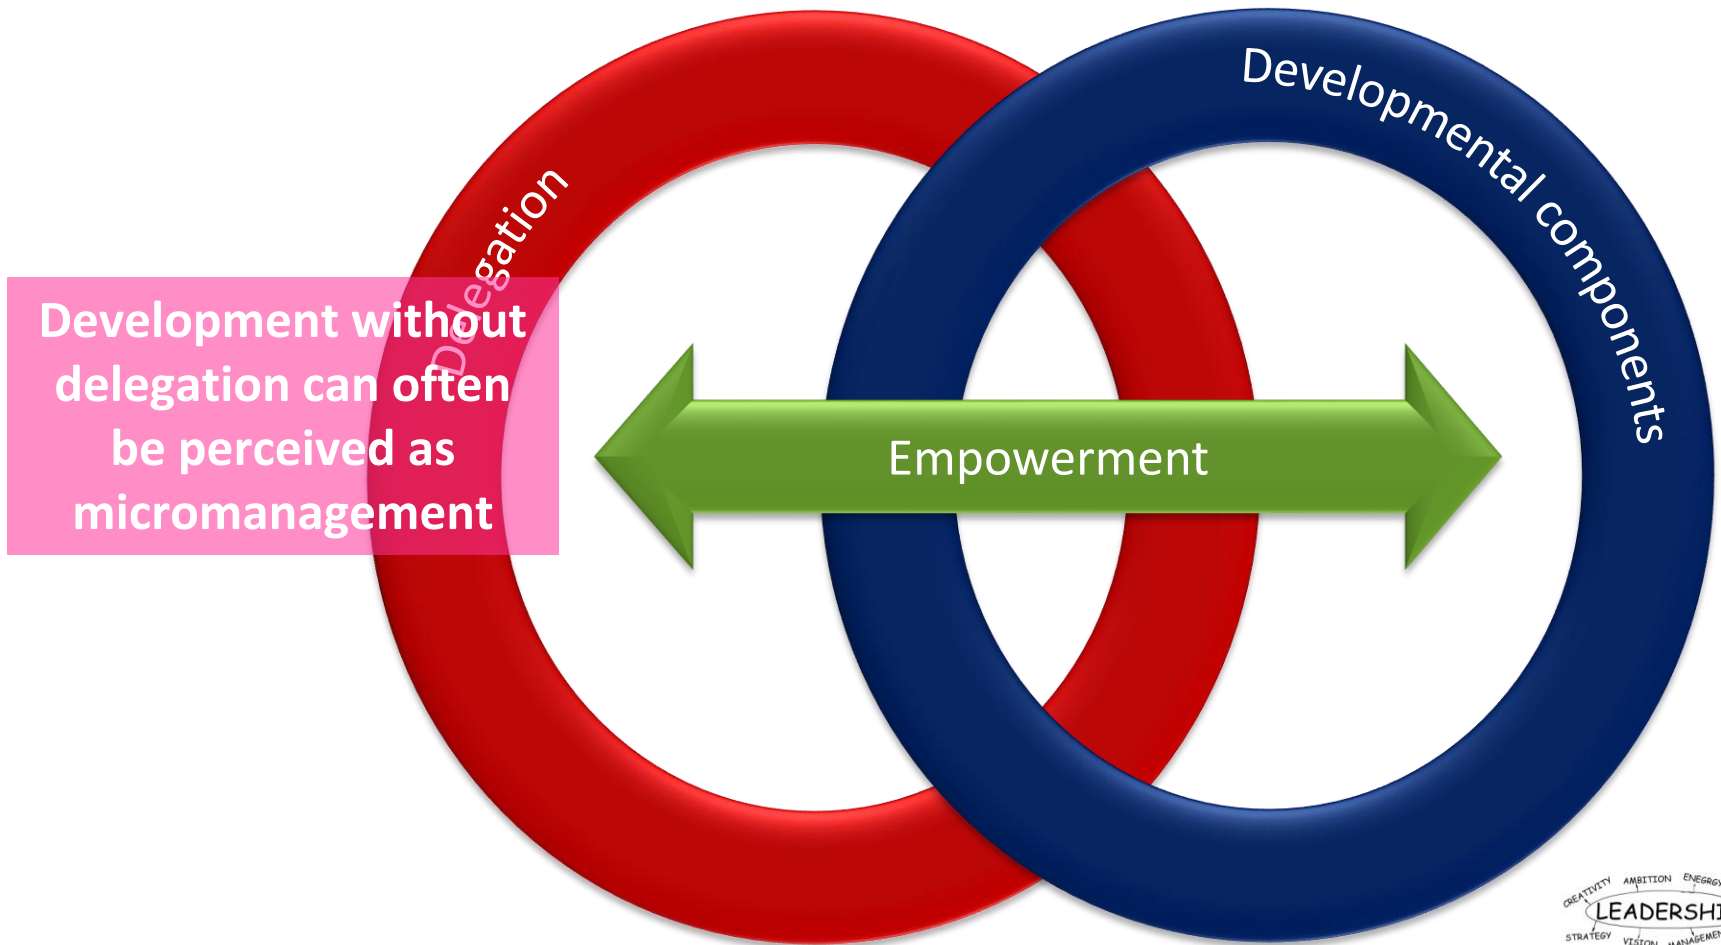 Developmental components
Delegation
Development without
delegation can often
be perceived as
micromanagement
Empowerment
CREATIVITY AMBITION ENEGRGY
LEADERSHI
STRATEGY VISION MANAGEMEN